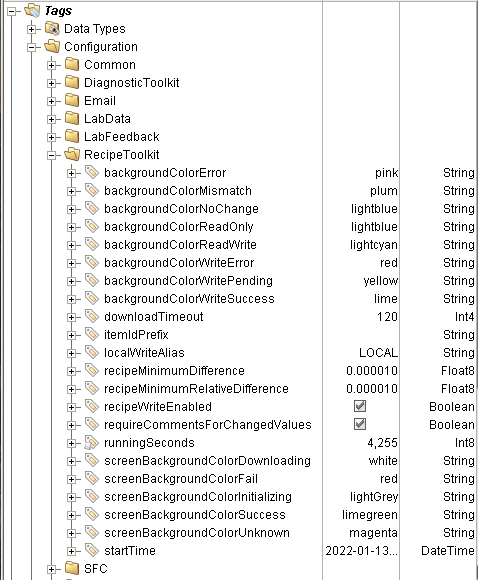 Tags
Data Types
Configuration
Common
DiagnosticToolkit
Email
LabData
LabFeedback
RecipeToolkit
backgroundColorError pink String
backgroundColorMismatch plum String
backgroundColorNoChange lightblue String
backgroundColorReadOnly lightblue String
backgroundColorReadWrite lightcyan String
backgroundColorWriteError red String
backgroundColorWritePending yellow String
backgroundColorWriteSuccess lime String
downloadTimeout 120 Int4
itemIdPrefix String
localWriteAlias LOCAL String
recipeMinimumDifference 0.000010 Float8
recipeMinimumRelativeDifference 0.000010 Float8
recipeWriteEnabled Boolean
requireCommentsForChangedValues Boolean
runningSeconds 4,255 Int8
screenBackgroundColorDownloading white String
screenBackgroundColorFail red String
screenBackgroundColorInitializing lightGrey String
screenBackgroundColorSuccess limegreen String
screenBackgroundColorUnknown magenta String
startTime 2022-01-13... DateTime
SFC